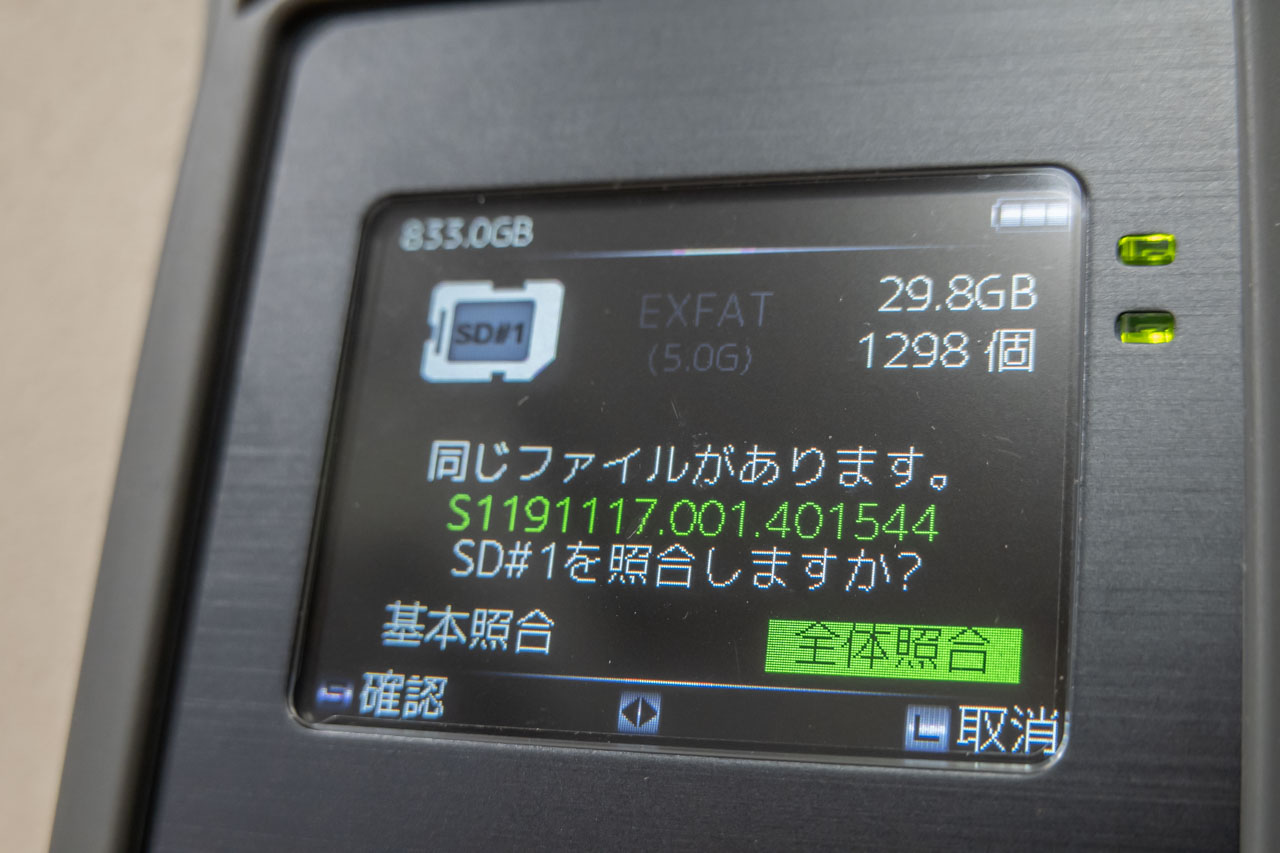 833.0GB
SD#1
EXFAT
(5.0G)
29.8GB
1298 個
同じファイルがあります。
S1191117.001.401544
SD#1を照合しますか?
基本照合
全体照合
確認
取消